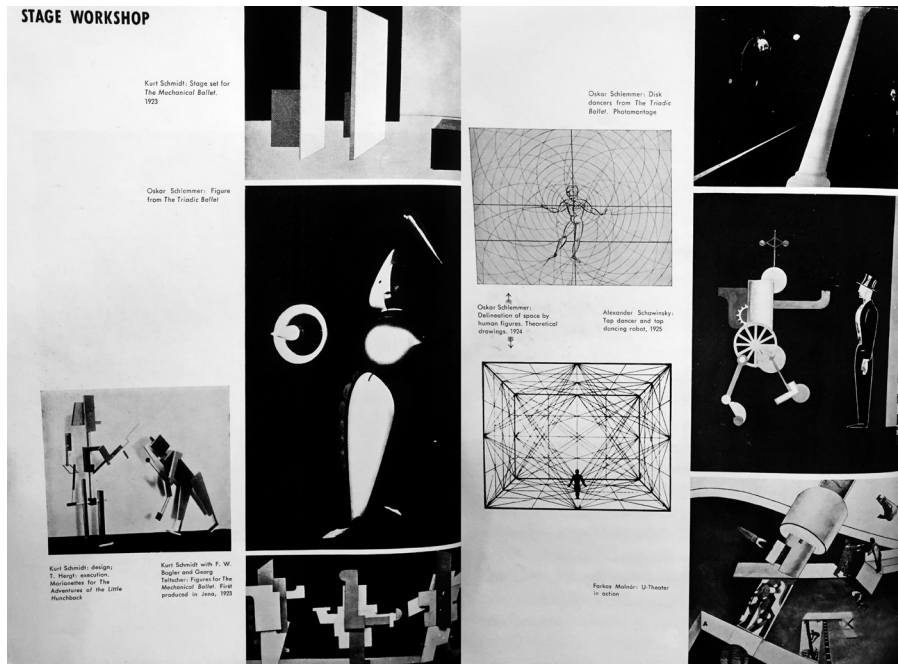 STAGE WORKSHOP
Kurt Schmidt: Stage set for
The Mechanical Ballet.
1923
Oskar Schlemmer: Figure
from The Triadic Ballet
Kurt Schmidt: design;
T. Hergt: execution.
Marionettes for The
Adventures of the Little
Hunchback
Kurt Schmidt with F. W.
Bogler and Georg
Teltscher: Figures for The
Mechanical Ballet. First
produced in Jena, 1923
Oskar Schlemmer: Disk
dancers from The Triadic
Ballet. Photomontage
Oskar Schlemmer:
Delineation of space by
human figures. Theoretical
drawings. 1924
Alexander Schawinsky:
Tap dancer and tap
dancing robot, 1925
Farkas Molnár: U-Theater
in action
A